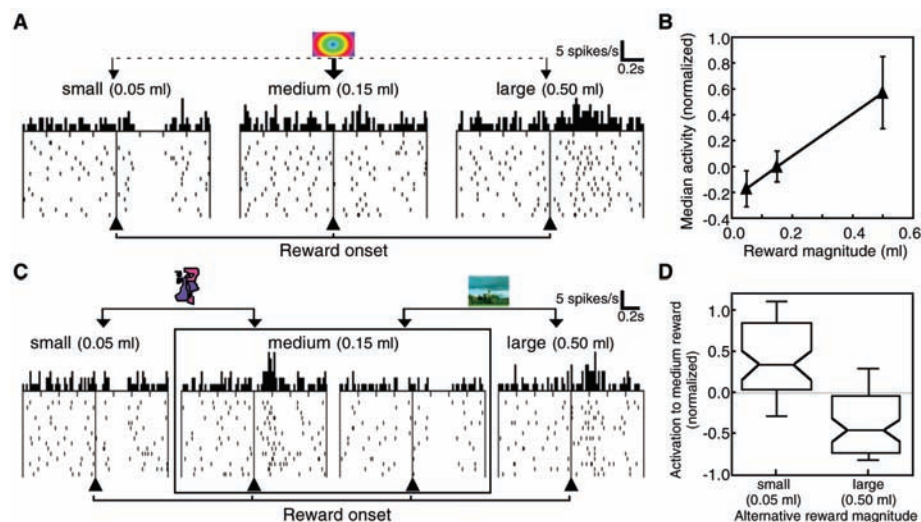 A
5 spikes/s
0.2s
small (0.05 ml) medium (0.15 ml) large (0.50 ml)
Reward onset
B
Median activity (normalized)
1.0
0.8
0.6
0.4
0.2
0.0
-0.2
-0.4
0.0 0.2 0.4 0.6
Reward magnitude (ml)
C
5 spikes/s
0.2s
small (0.05 ml) medium (0.15 ml) large (0.50 ml)
Reward onset
D
Activation to medium reward
(normalized)
1.0
0.5
0.0
-0.5
-1.0
small large
(0.05 ml) (0.50 ml)
Alternative reward magnitude